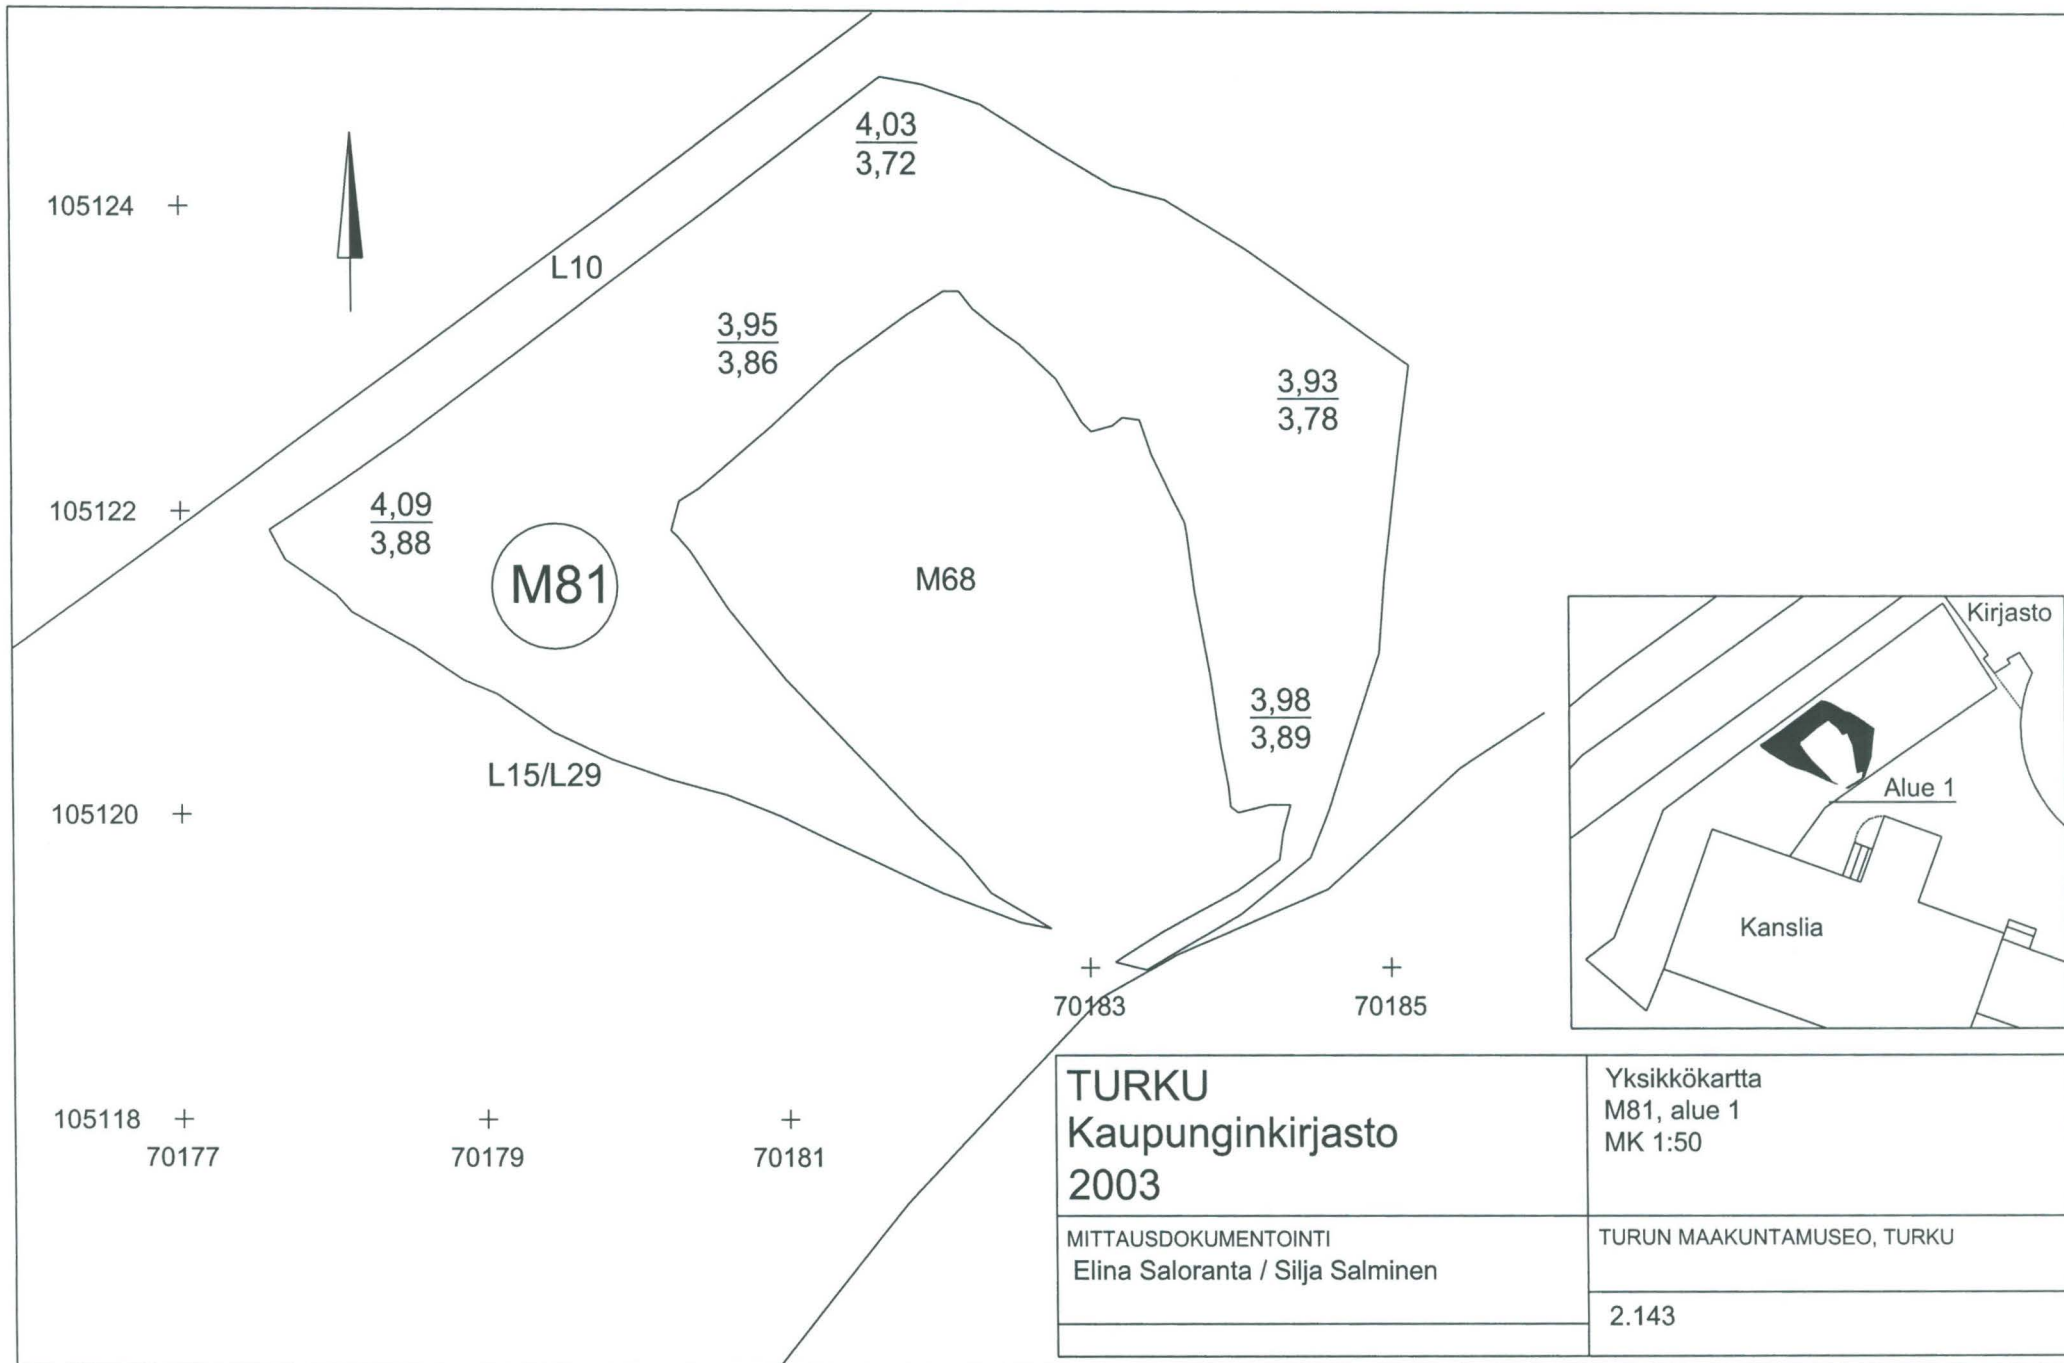 4,03
3,72
105124
L10
3,95
3,86
3,93
3,78
4,09
3,88
105122
M81
M68
Kirjasto
3,98
3,89
L15/L29
Alue 1
105120
Kanslia
70183
70185
105118
70177
70179
70181
TURKU
Kaupunginkirjasto
2003
Yksikkökartta
M81, alue 1
MK 1:50
MITTAUSDOKUMENTOINTI
Elina Saloranta / Silja Salminen
TURUN MAAKUNTAMUSEO, TURKU
2.143